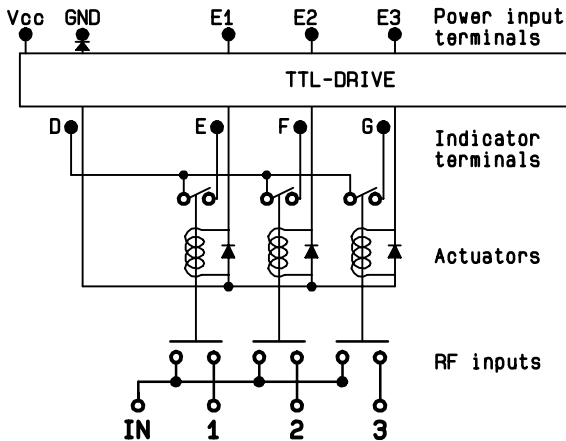 Vcc GND E1 E2 E3 Power input
terminals
TTL-DRIVE
D E F G Indicator
terminals
Actuators
RF inputs
IN 1 2 3